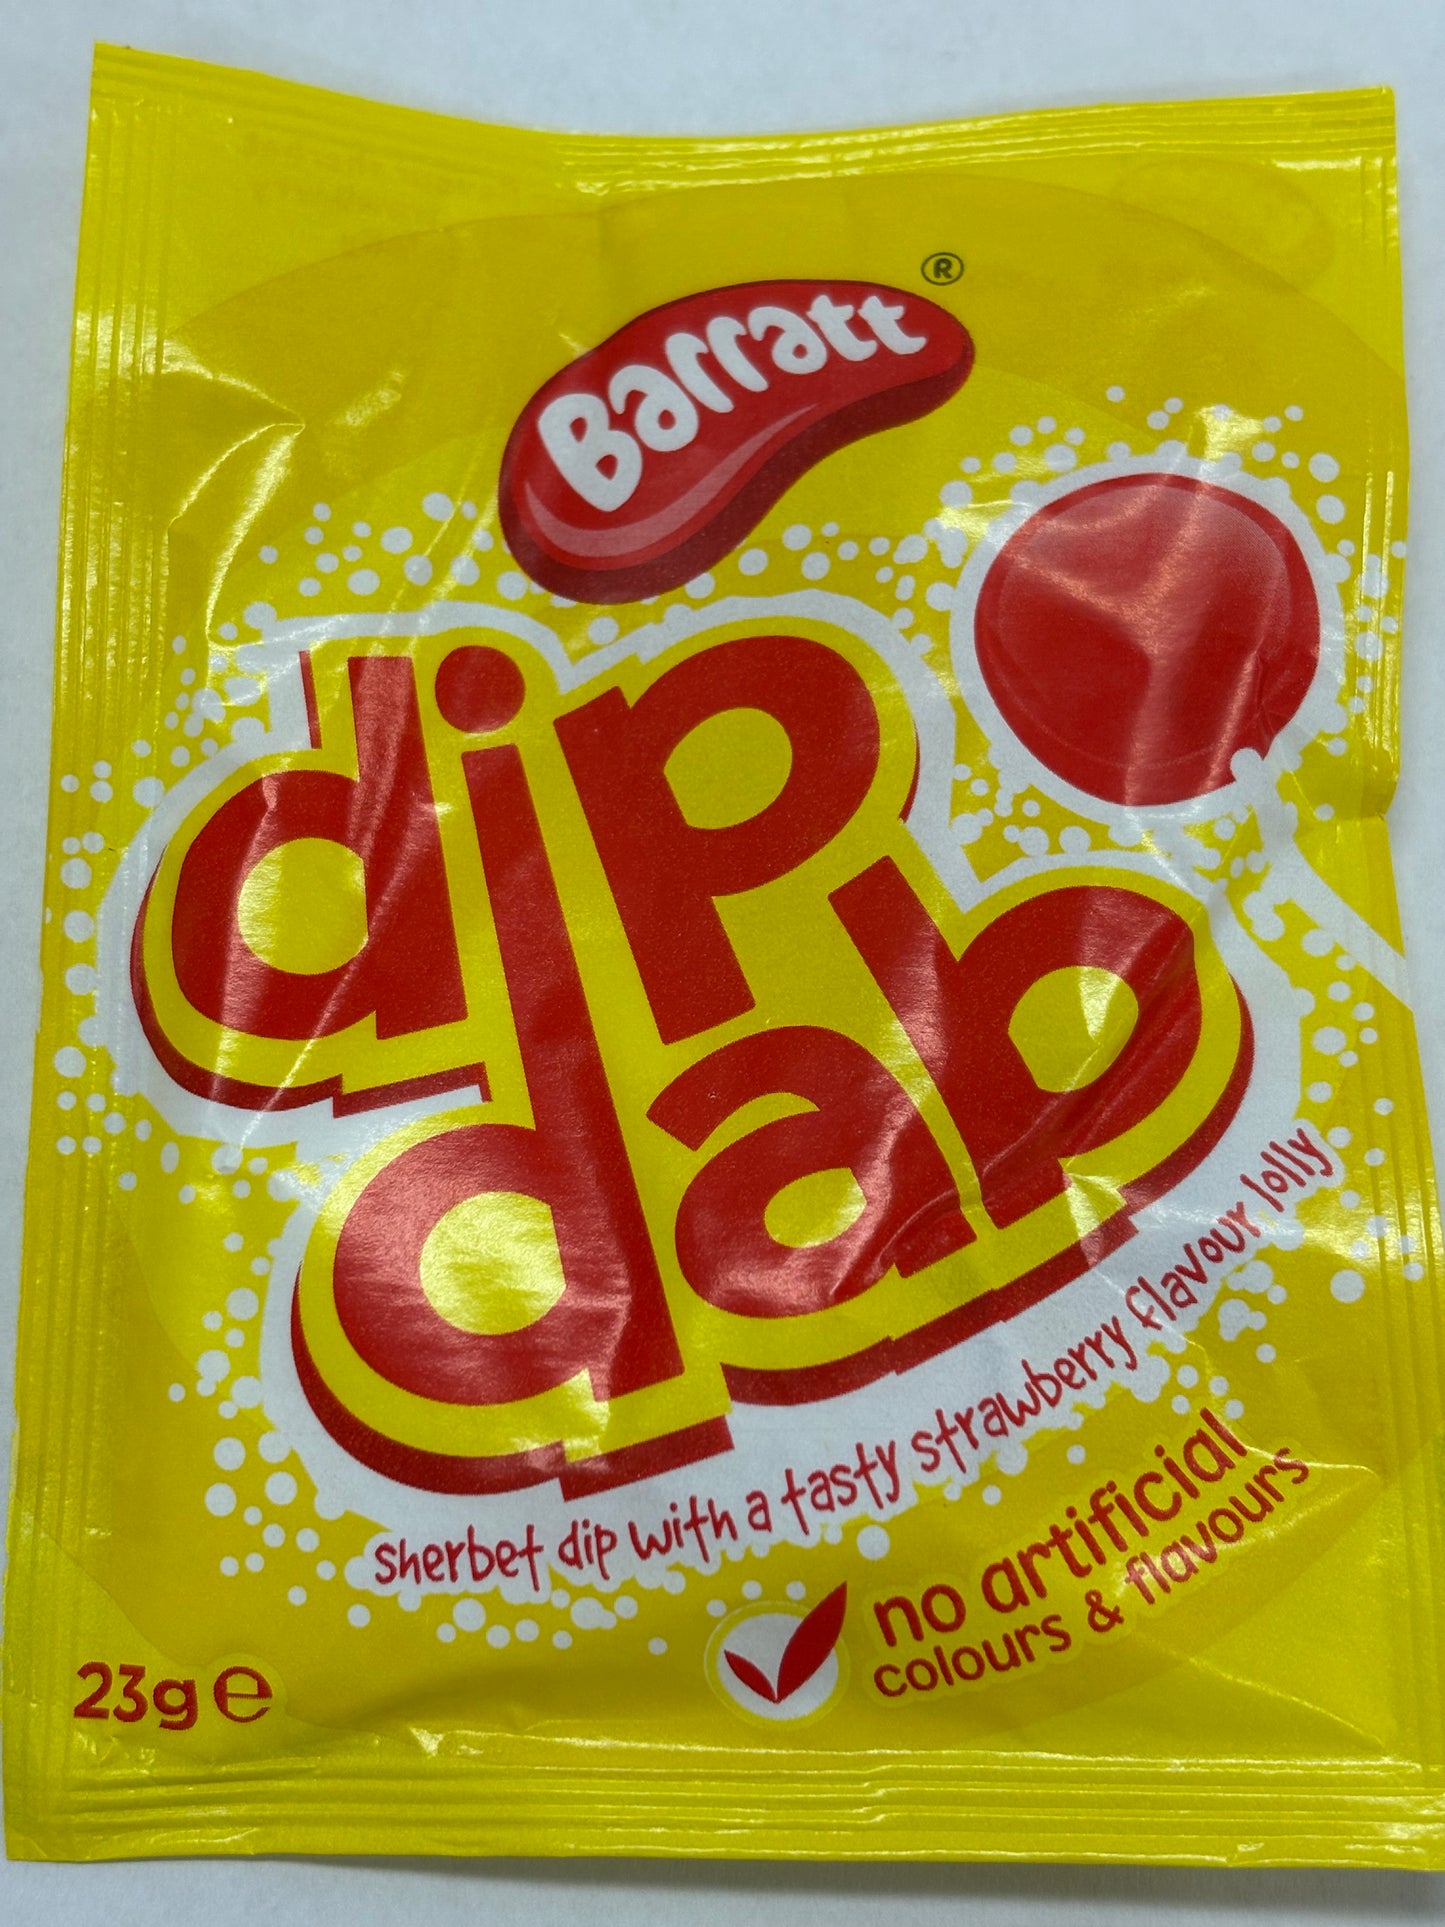 Barratt®
dip
dab
sherbet dip with a tasty strawberry flavour lolly
no artificial
colours & flavours
23g ℮